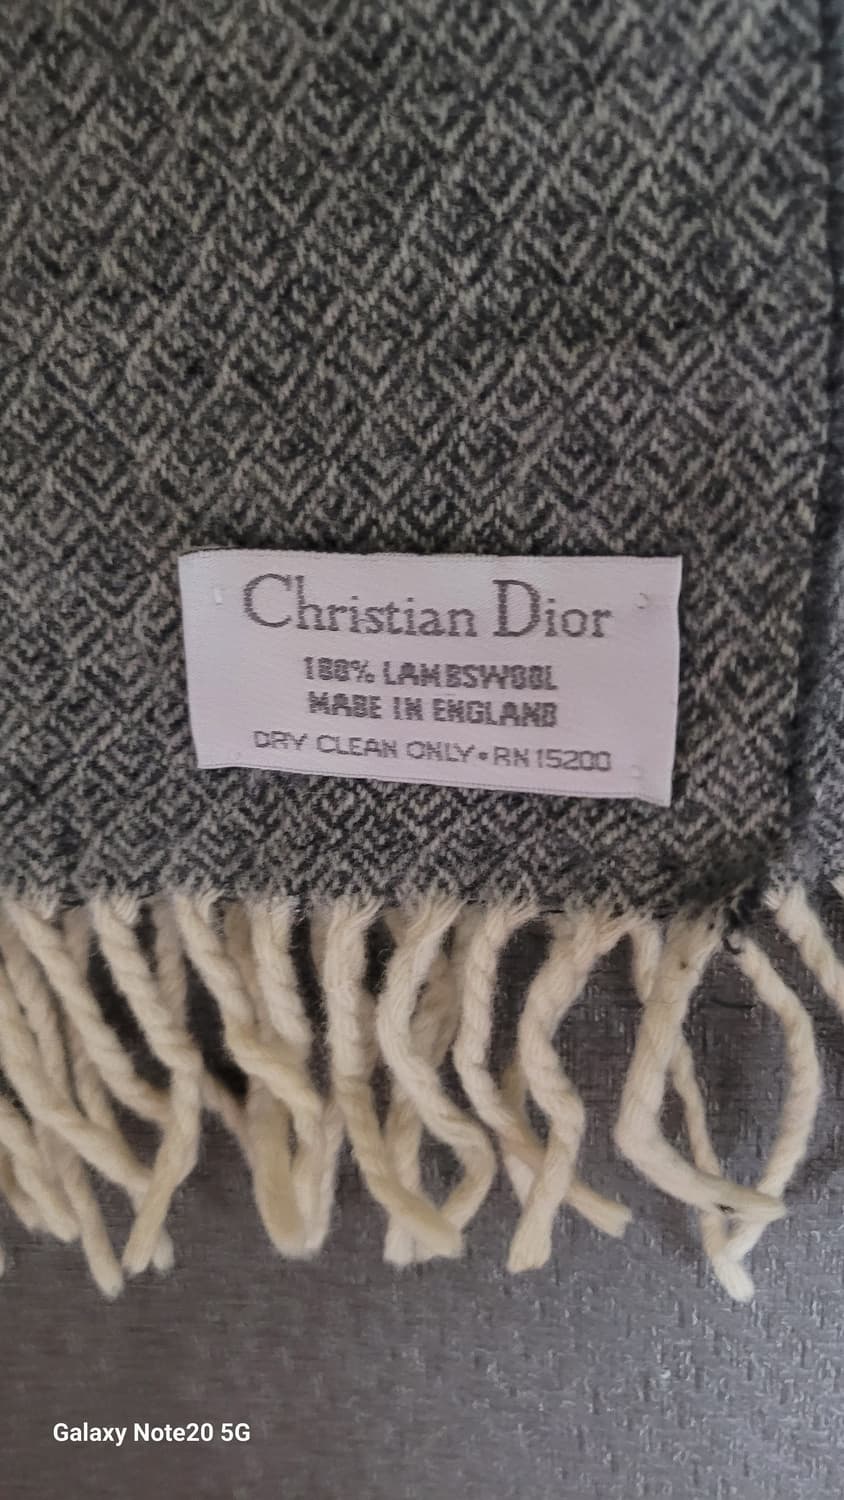 Christian Dior
100% LAMBSWOOL
MADE IN ENGLAND
DRY CLEAN ONLY • RN 15200
Galaxy Note20 5G